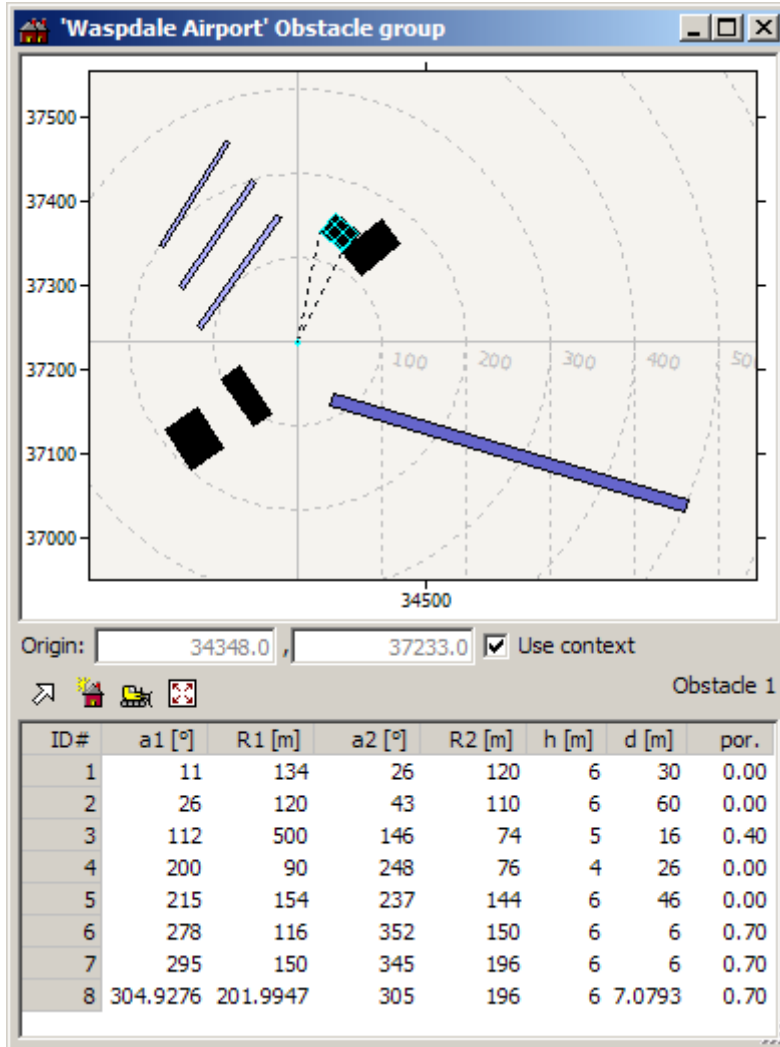 'Waspdale Airport' Obstacle group
37500
37400
37300
37200
37100
37000
100 200 300 400 50
34500
Origin: 34348.0 , 37233.0 Use context
Obstacle 1
ID# a1 [°] R1 [m] a2 [°] R2 [m] h [m] d [m] por.
1 11 134 26 120 6 30 0.00
2 26 120 43 110 6 60 0.00
3 112 500 146 74 5 16 0.40
4 200 90 248 76 4 26 0.00
5 215 154 237 144 6 46 0.00
6 278 116 352 150 6 6 0.70
7 295 150 345 196 6 6 0.70
8 304.9276 201.9947 305 196 6 7.0793 0.70